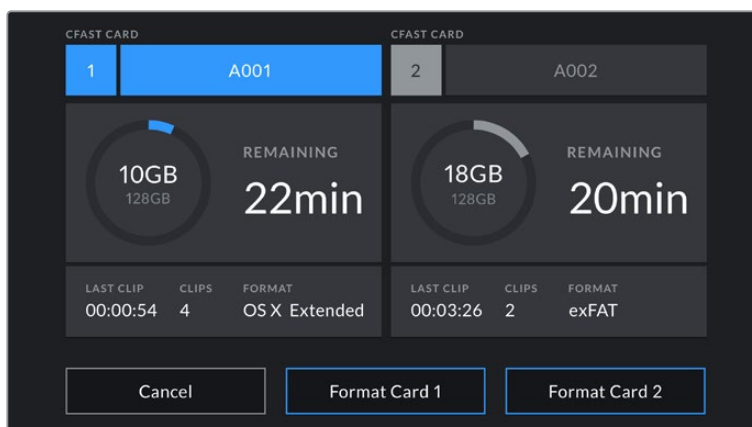 CFAST CARD
1
A001
10GB
128GB
REMAINING
22min
LAST CLIP CLIPS FORMAT
00:00:54 4 OS X Extended
CFAST CARD
2
A002
18GB
128GB
REMAINING
20min
LAST CLIP CLIPS FORMAT
00:03:26 2 exFAT
Cancel
Format Card 1
Format Card 2